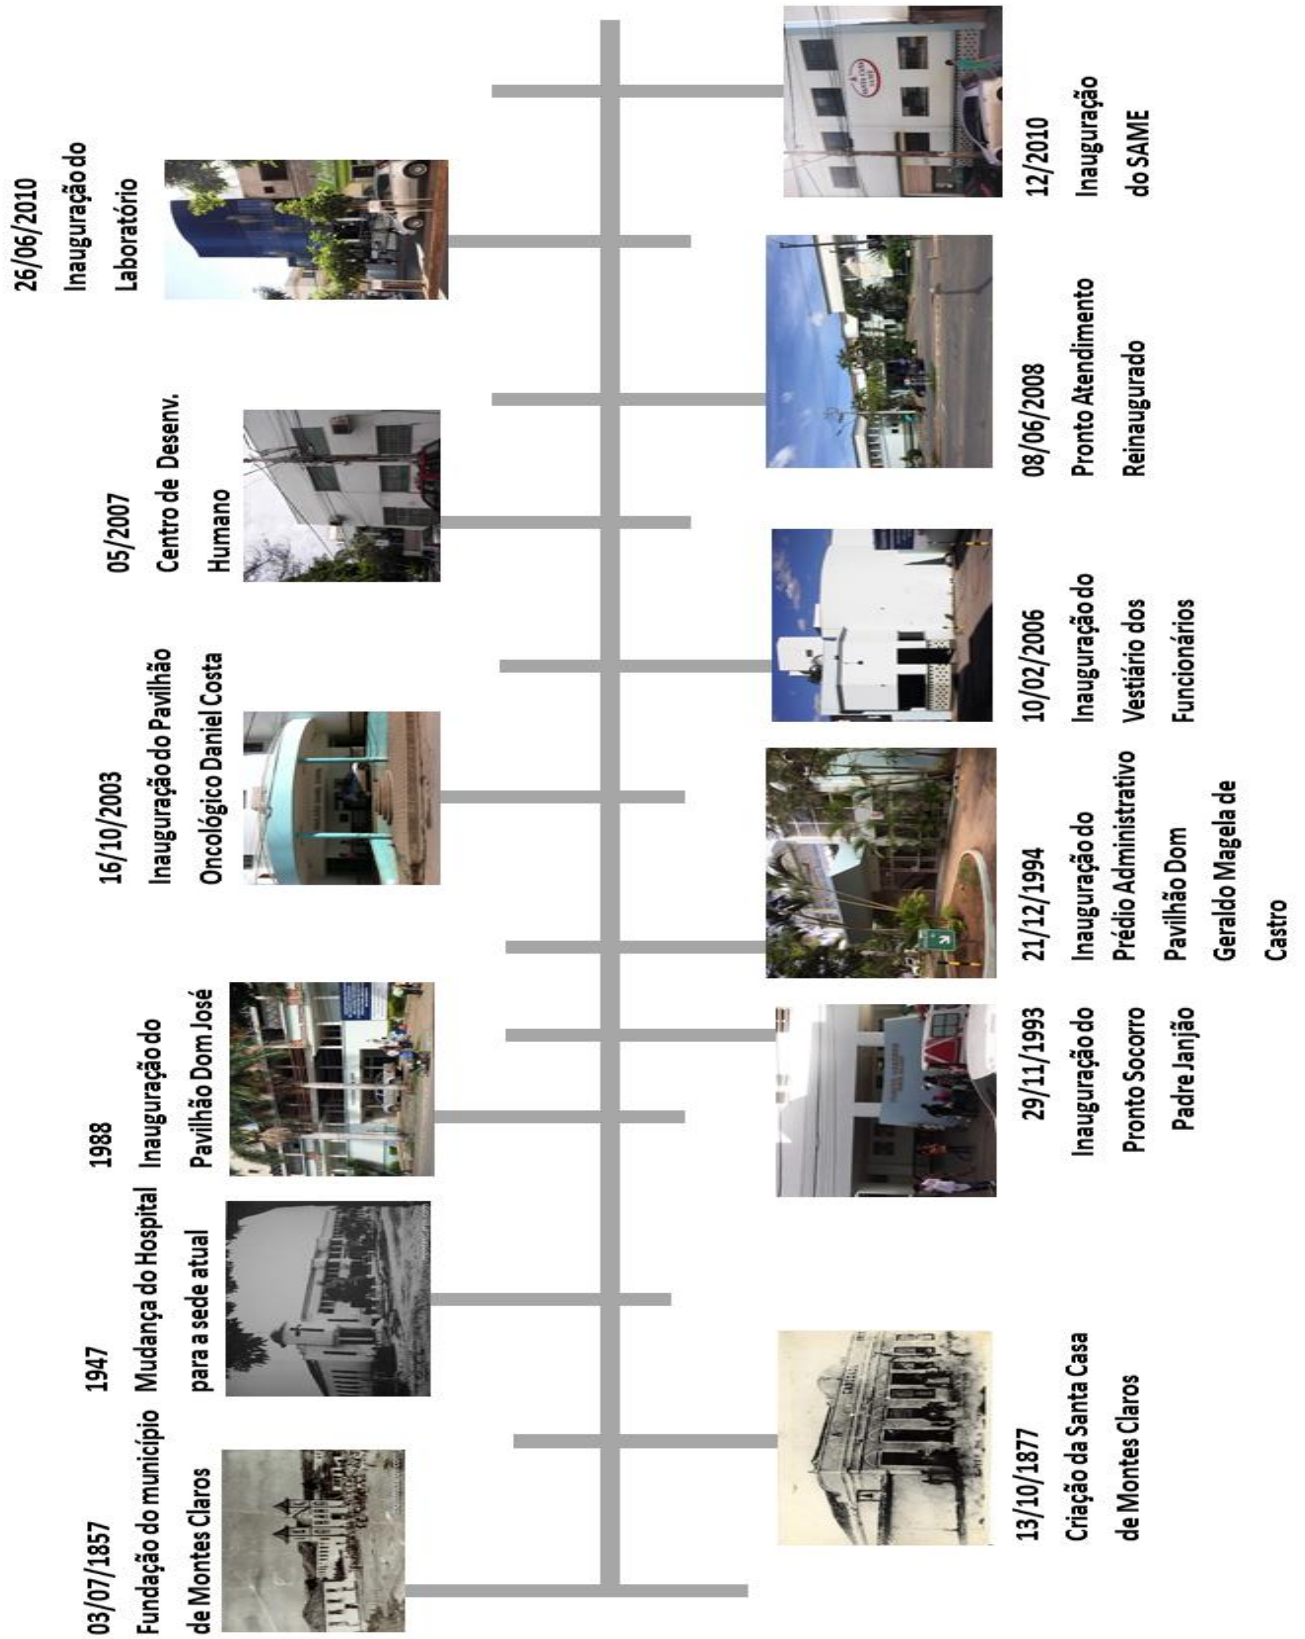 03/07/1857
Fundação do município
de Montes Claros
13/10/1877
Criação da Santa Casa
de Montes Claros
1947
Mudança do Hospital
para a sede atual
1988
Inauguração do
Pavilhão Dom José
29/11/1993
Inauguração do
Pronto Socorro
Padre Janjão
21/12/1994
Inauguração do
Prédio Administrativo
Pavilhão Dom
Geraldo Magela de
Castro
16/10/2003
Inauguração do Pavilhão
Oncológico Daniel Costa
10/02/2006
Inauguração do
Vestiário dos
Funcionários
05/2007
Centro de Desenv.
Humano
08/06/2008
Pronto Atendimento
Reinaugurado
26/06/2010
Inauguração do
Laboratório
12/2010
Inauguração
do SAME